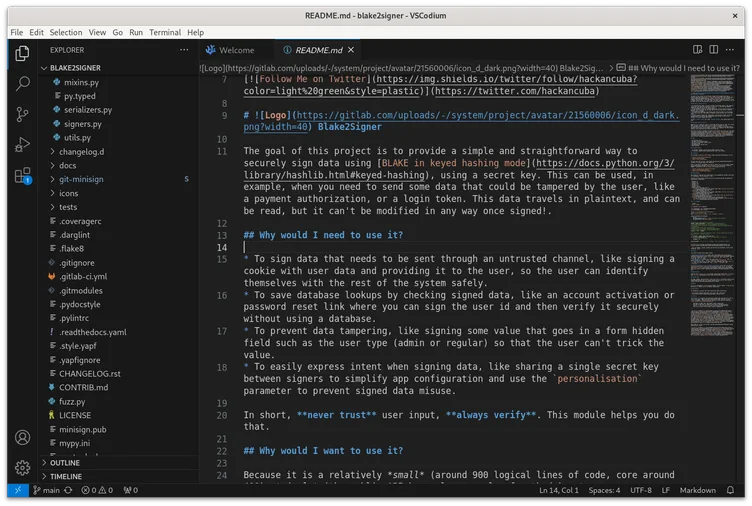 README.md - blake2signer - VSCodium
File Edit Selection View Go Run Terminal Help
EXPLORER
BLAKE2SIGNER
mixins.py
py.typed
serializers.py
signers.py
utils.py
changelog.d
docs
git-minisign S
icons
tests
.coveragerc
.darglint
.flake8
.gitignore
.gitlab-ci.yml
.gitmodules
.pydocstyle
.pylintrc
.readthedocs.yaml
.style.yapf
.yapfignore
CHANGELOG.rst
CONTRIB.md
fuzz.py
LICENSE
minisign.pub
mypy.ini
OUTLINE
TIMELINE
1
Welcome
README.md
![Logo](https://gitlab.com/uploads/-/system/project/avatar/21560006/icon_d_dark.png?width=40) Blake2Sig... > ## Why would I need to use it?
7 [![Follow Me on Twitter](https://img.shields.io/twitter/follow/hackancuba?
color=light%20green&style=plastic)](https://twitter.com/hackancuba)
8
9 # ![Logo](https://gitlab.com/uploads/-/system/project/avatar/21560006/icon_d_dark.
png?width=40) Blake2Signer
10
11 The goal of this project is to provide a simple and straightforward way to
securely sign data using [BLAKE in keyed hashing mode](https://docs.python.org/3/
library/hashlib.html#keyed-hashing), using a secret key. This can be used, in
example, when you need to send some data that could be tampered by the user, like
a payment authorization, or a login token. This data travels in plaintext, and can
be read, but it can't be modified in any way once signed!.
12
13 ## Why would I need to use it?
14
15 * To sign data that needs to be sent through an untrusted channel, like signing a
cookie with user data and providing it to the user, so the user can identify
themselves with the rest of the system safely.
16 * To save database lookups by checking signed data, like an account activation or
password reset link where you can sign the user id and then verify it securely
without using a database.
17 * To prevent data tampering, like signing some value that goes in a form hidden
field such as the user type (admin or regular) so that the user can't trick the
value.
18 * To easily express intent when signing data, like sharing a single secret key
between signers to simplify app configuration and use the `personalisation`
parameter to prevent signed data misuse.
19
20 In short, **never trust** user input, **always verify**. This module helps you do
that.
21
22 ## Why would I want to use it?
23
24 Because it is a relatively *small* (around 900 logical lines of code, core around
main 0 0 0 Ln 14, Col 1 Spaces: 4 UTF-8 LF Markdown